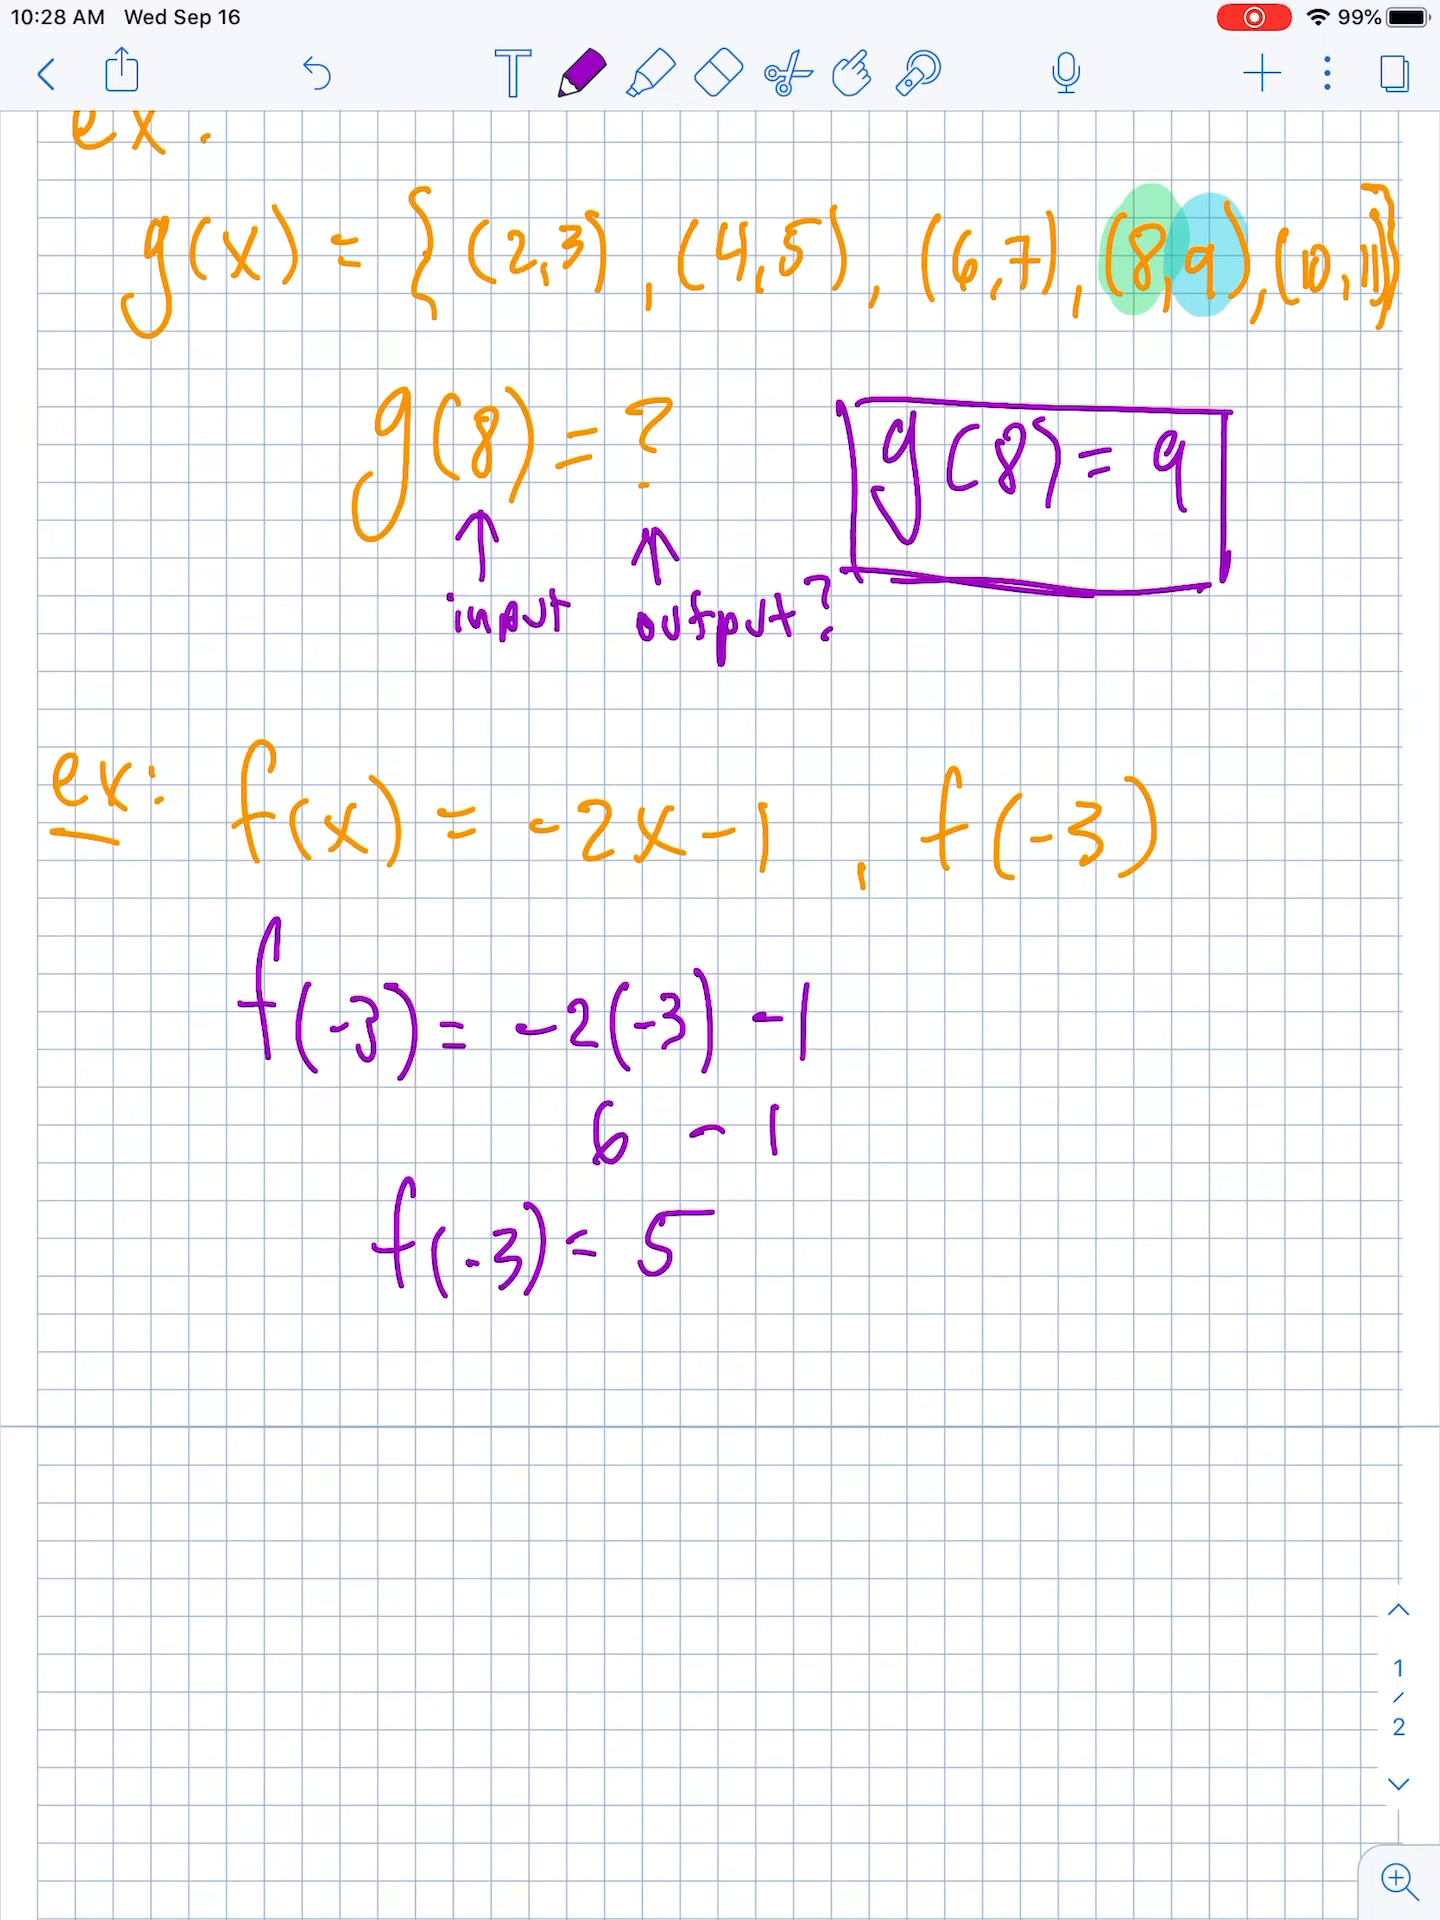 10:28 AM Wed Sep 16 99%
T
ex:
g(x) = { (2,3), (4,5), (6,7), (8,9), (10,11)}
g(8) = ? g(8) = 9
input output?
ex: f(x) = -2x-1, f(-3)
f(-3) = -2(-3) -1
6 - 1
f(-3) = 5
1
/
2